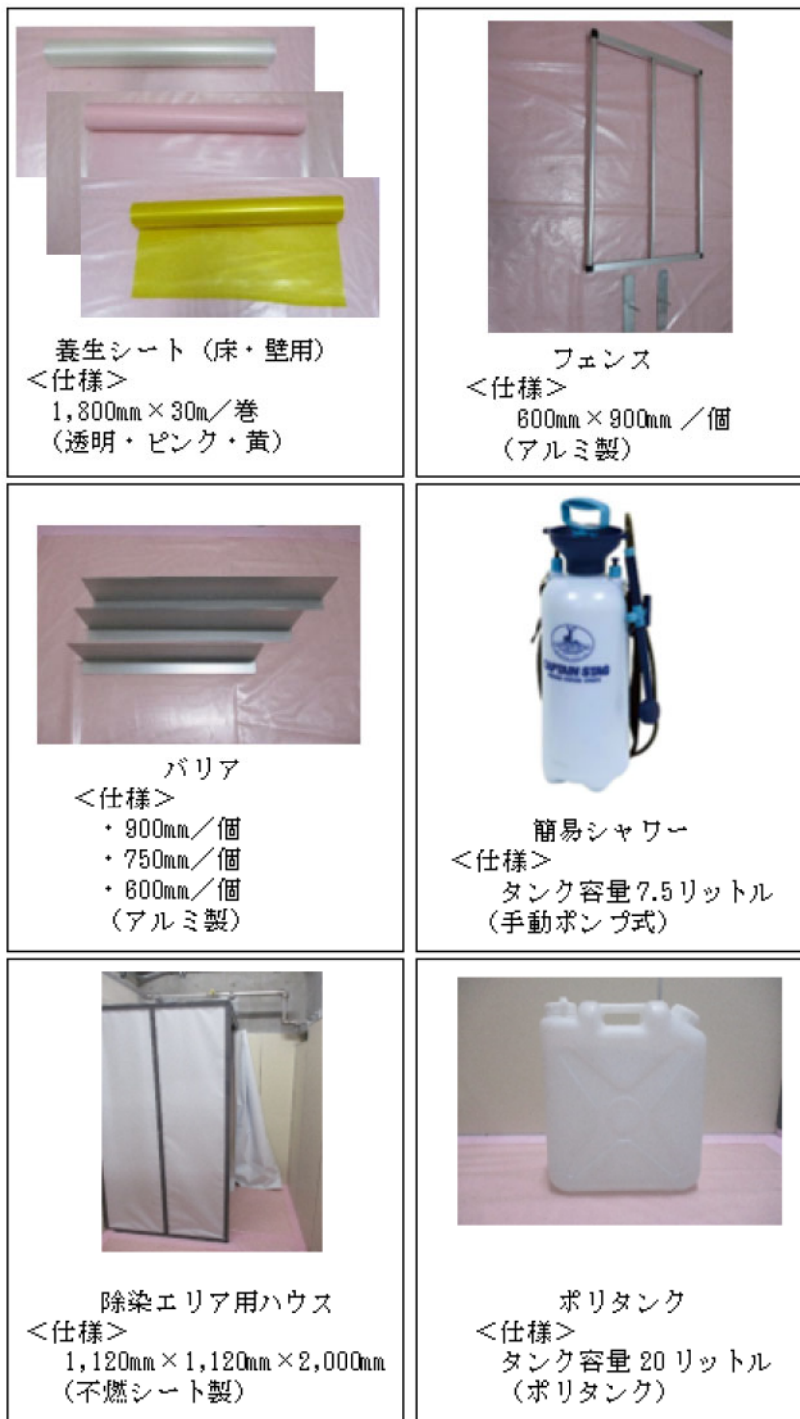 養生シート（床・壁用）
＜仕様＞
1,800mm×30m／巻
（透明・ピンク・黄）
フェンス
＜仕様＞
600mm×900mm／個
（アルミ製）
バリア
＜仕様＞
・900mm／個
・750mm／個
・600mm／個
（アルミ製）
CAPTAIN STAG
簡易シャワー
＜仕様＞
タンク容量7.5リットル
（手動ポンプ式）
除染エリア用ハウス
＜仕様＞
1,120mm×1,120mm×2,000mm
（不燃シート製）
ポリタンク
＜仕様＞
タンク容量 20 リットル
（ポリタンク）